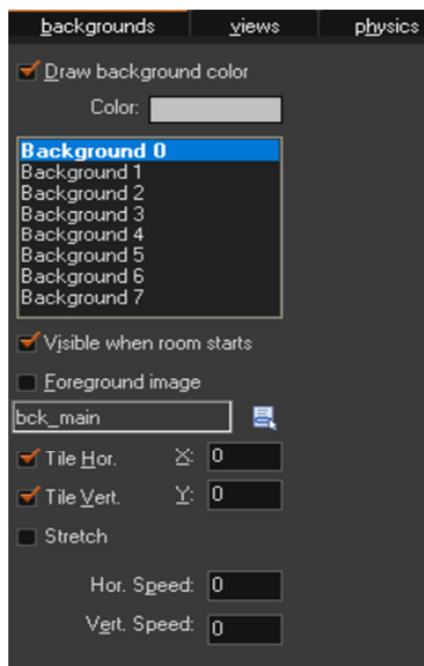 backgrounds views physics
Draw background color
Color:
Background 0
Background 1
Background 2
Background 3
Background 4
Background 5
Background 6
Background 7
Visible when room starts
Foreground image
bck_main
Tile Hor. X: 0
Tile Vert. Y: 0
Stretch
Hor. Speed: 0
Vert. Speed: 0